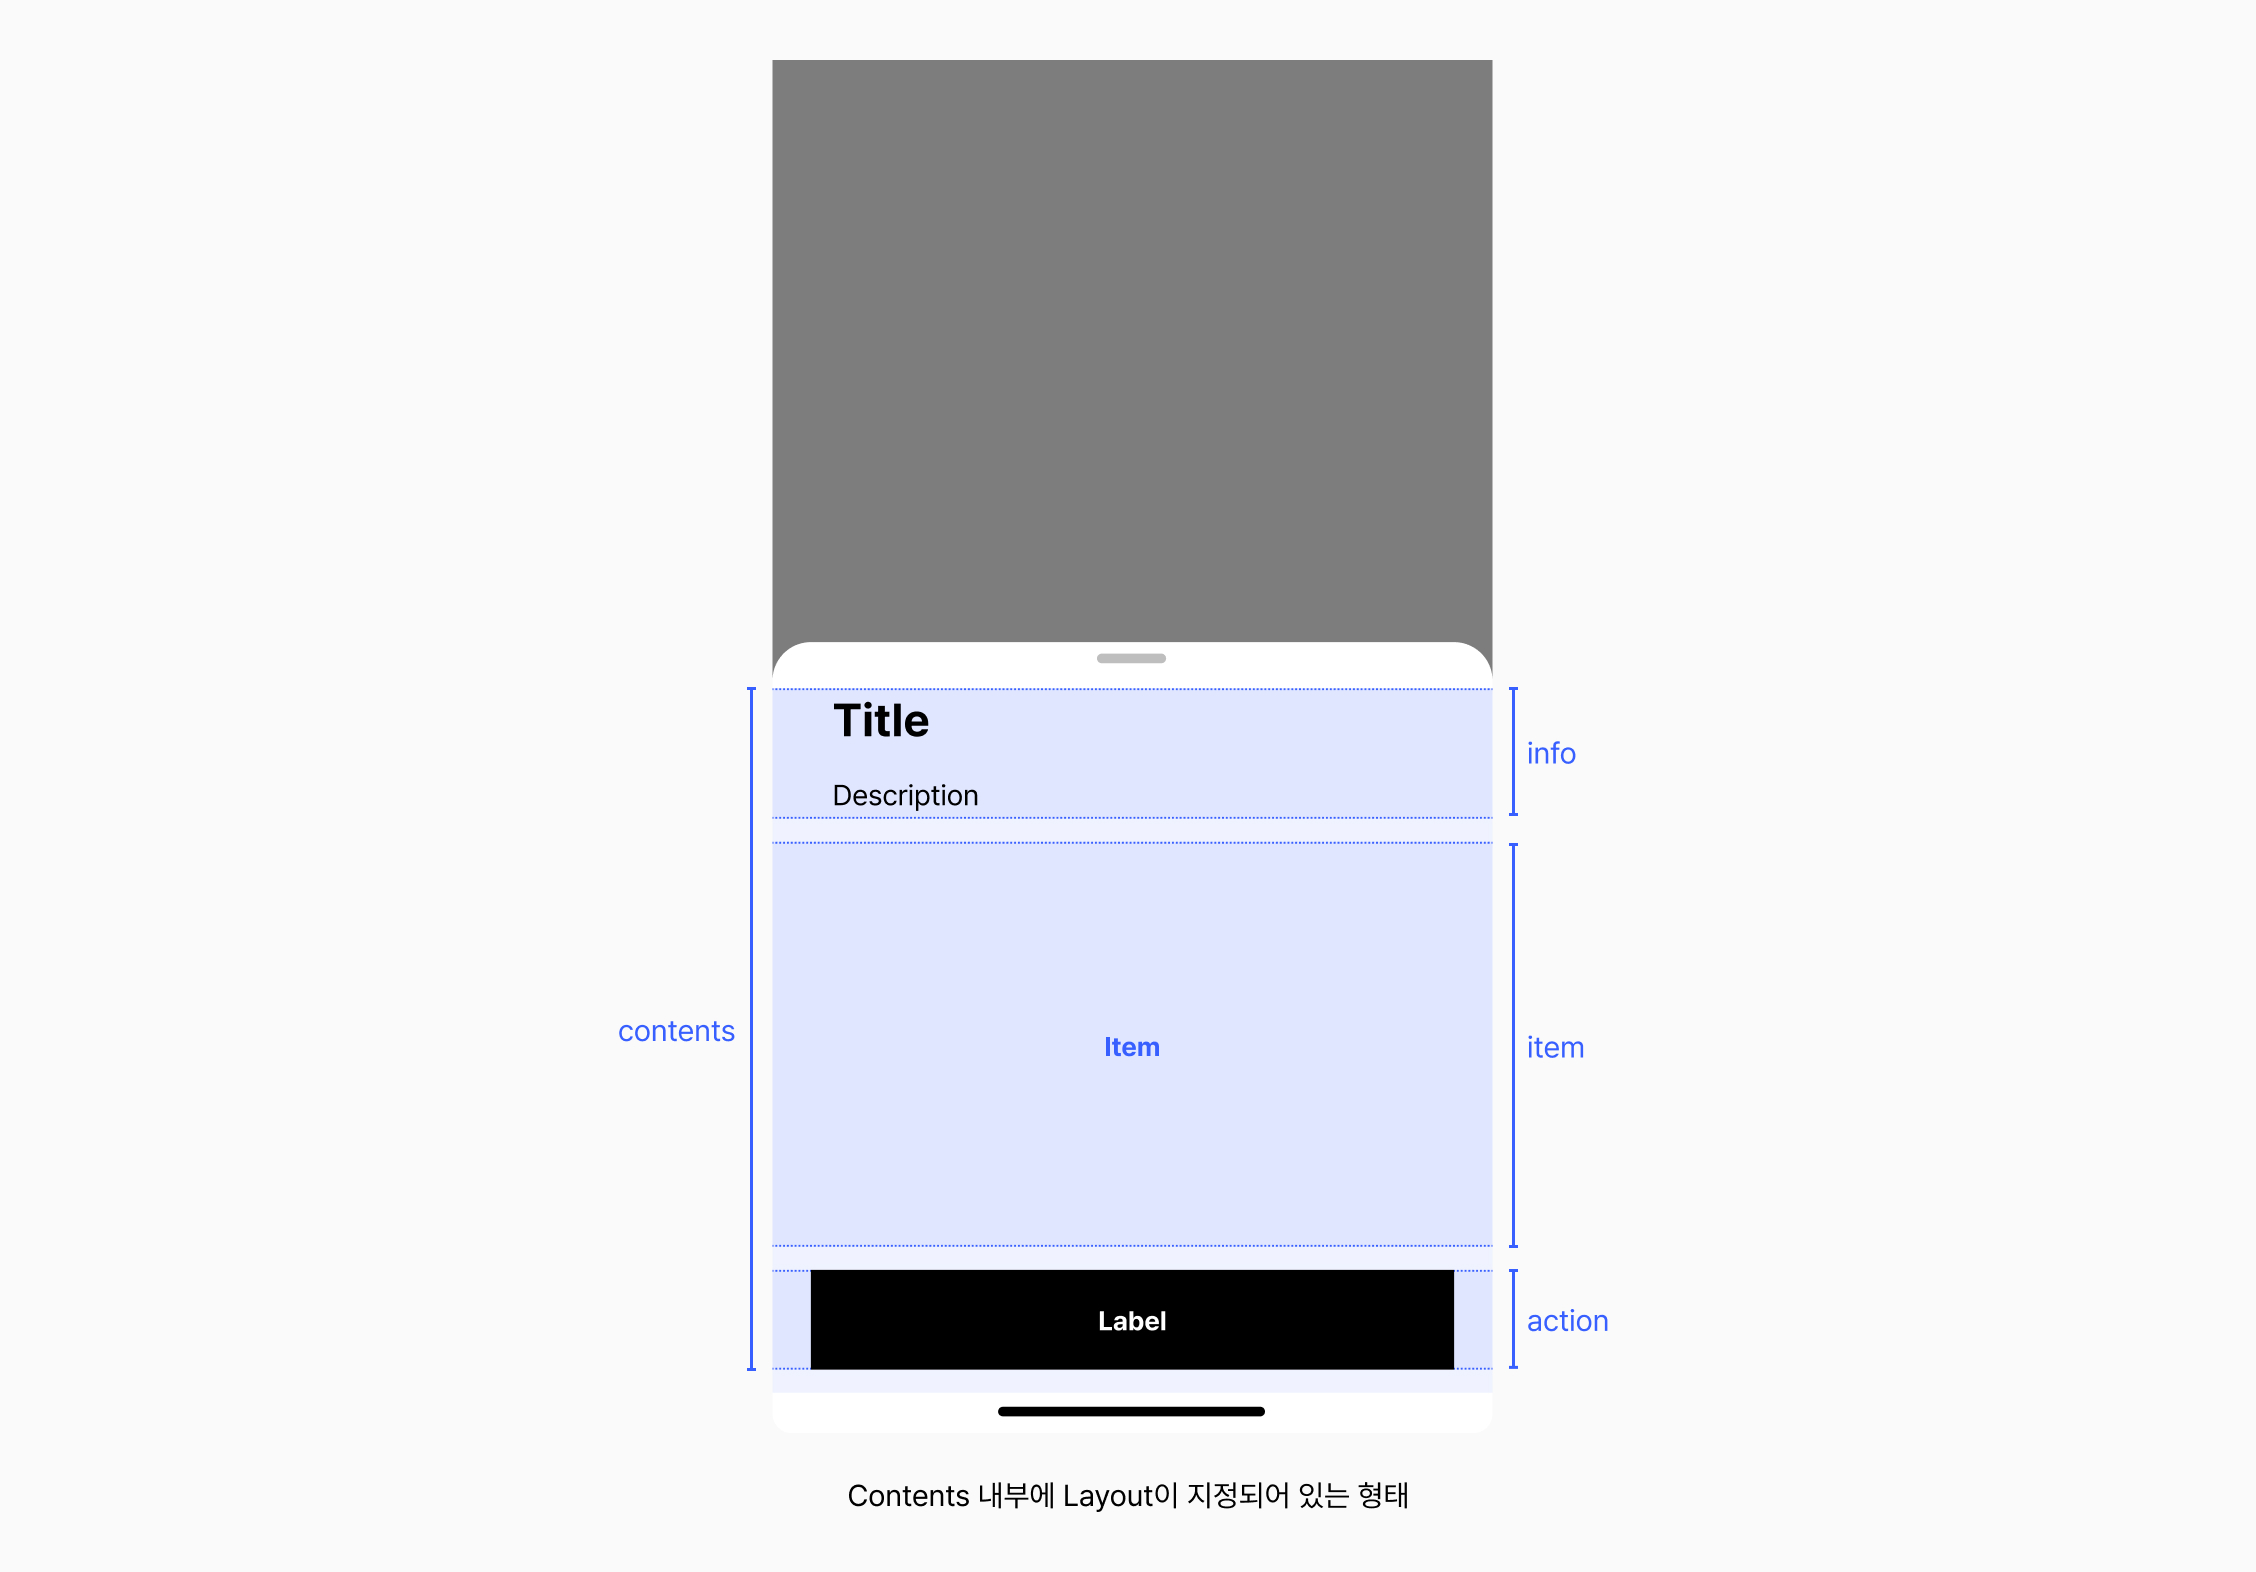 Title
info
Description
contents
Item
item
Label
action
Contents 내부에 Layout이 지정되어 있는 형태